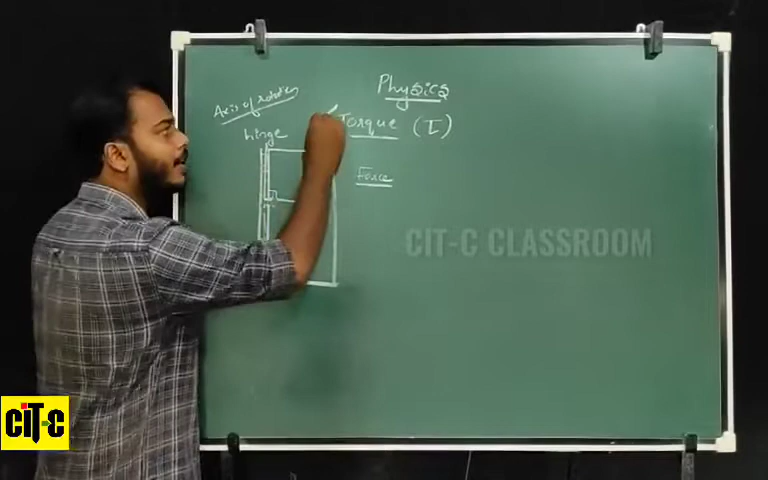 Physics
Axis of rotation
Torque (τ)
hinge
Force
CIT-C CLASSROOM
CiT-C